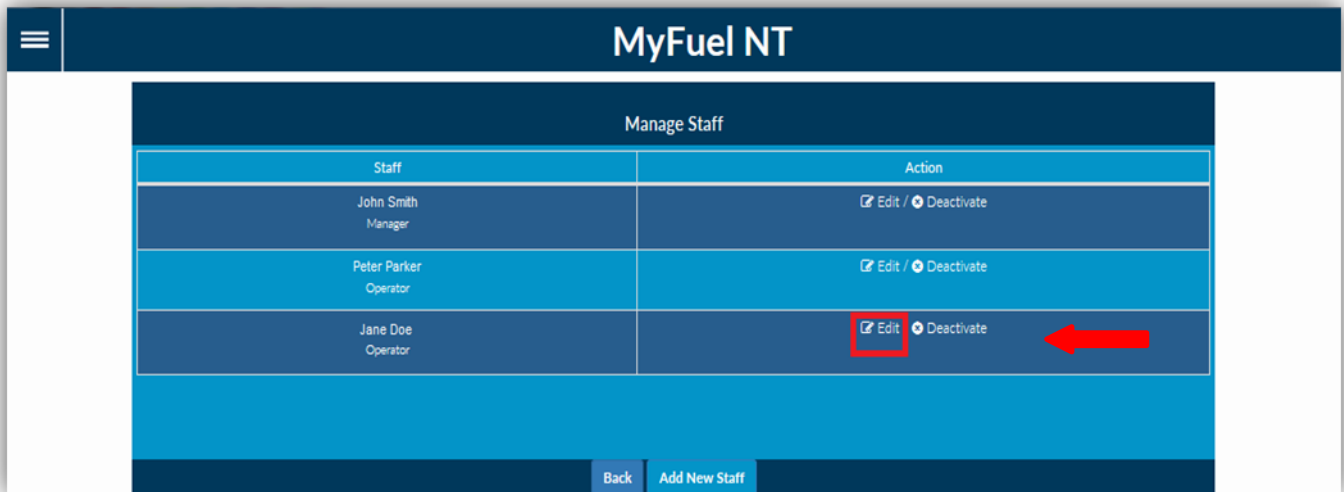 MyFuel NT
Manage Staff
Staff Action
John Smith Edit / Deactivate
Manager
Peter Parker Edit / Deactivate
Operator
Jane Doe Edit Deactivate
Operator
Back Add New Staff